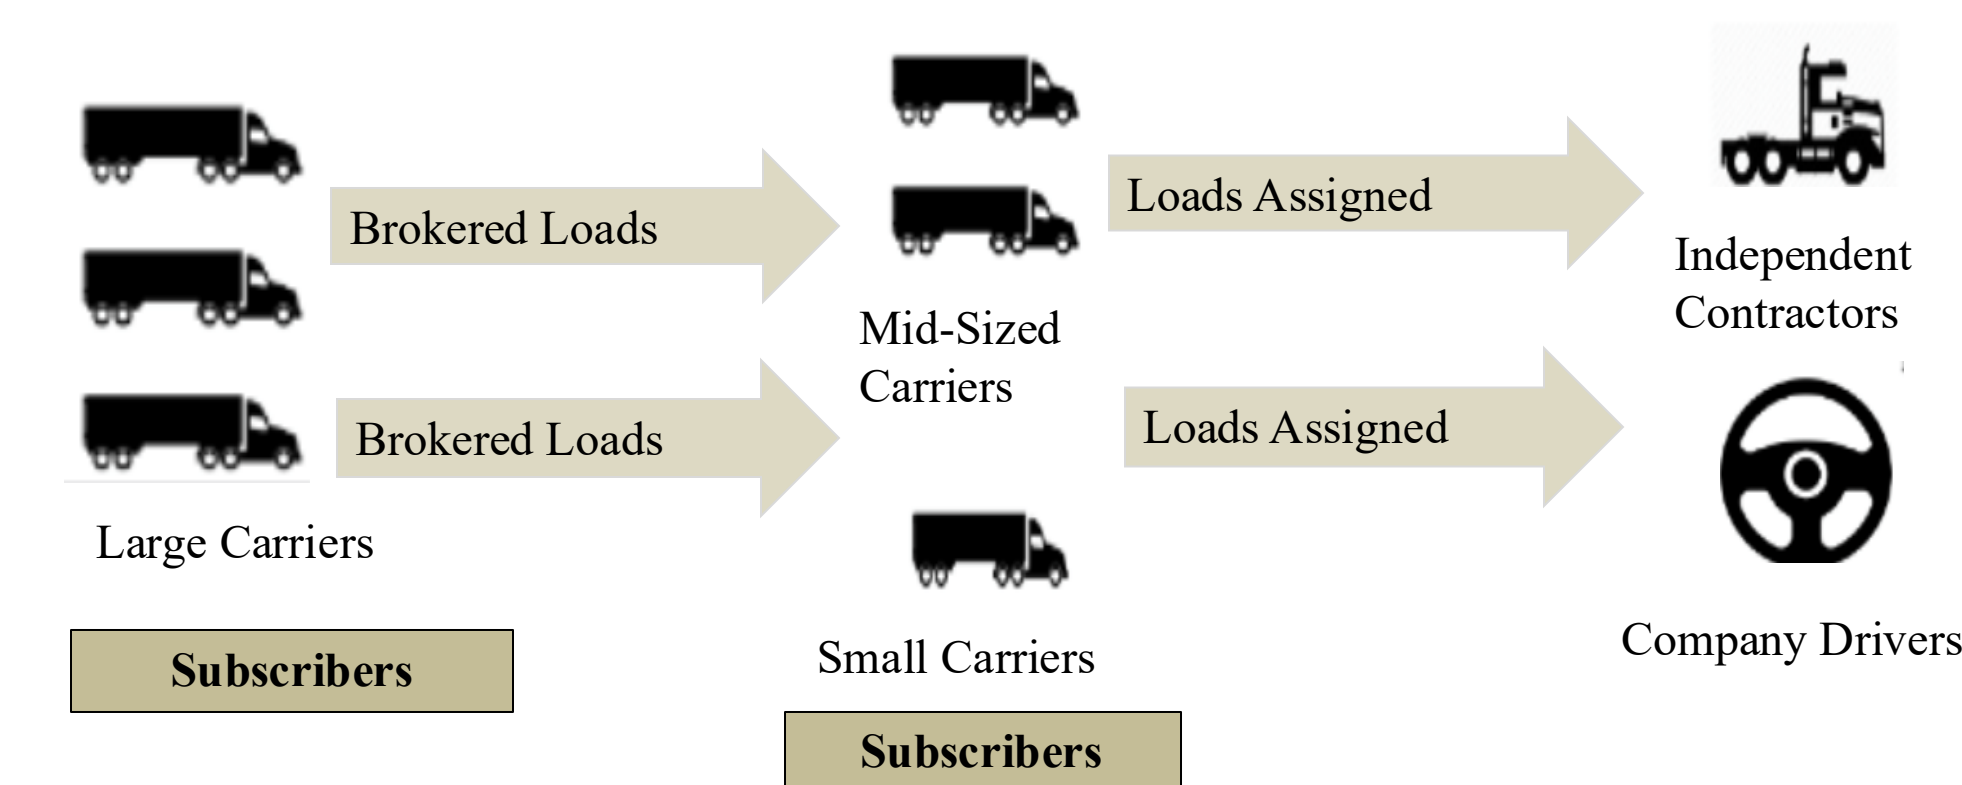 Brokered Loads
Brokered Loads
Large Carriers
Subscribers
Mid-Sized
Carriers
Small Carriers
Subscribers
Loads Assigned
Loads Assigned
Independent
Contractors
Company Drivers